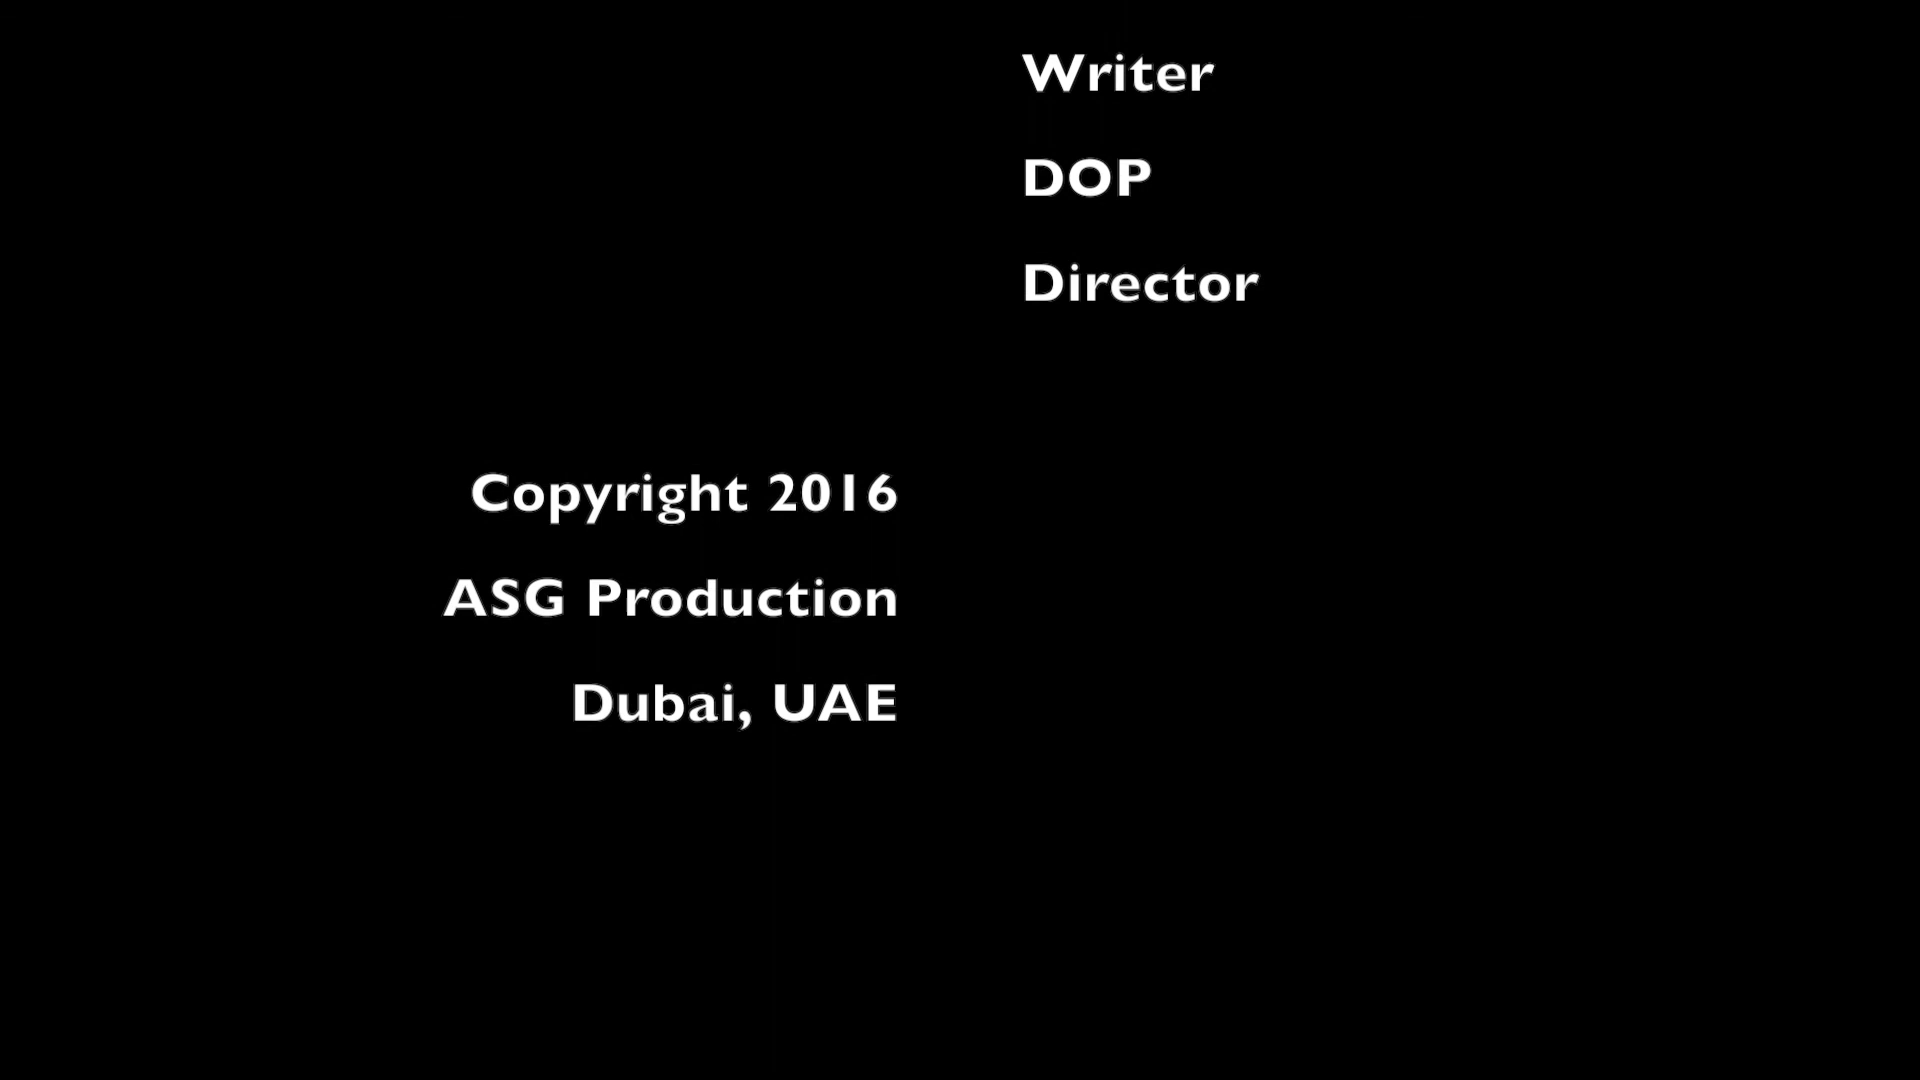 Writer
DOP
Director
Copyright 2016
ASG Production
Dubai, UAE